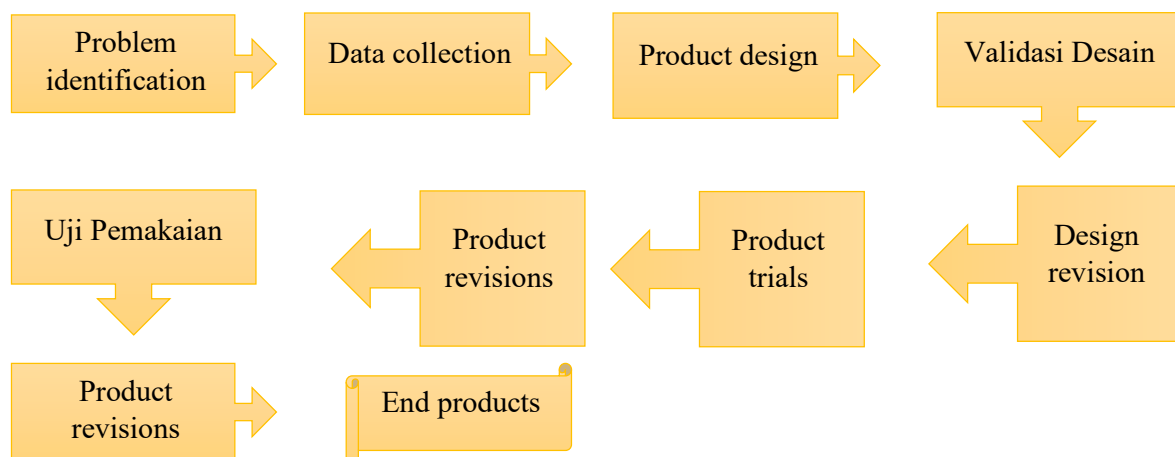 Problem
identification
Data collection
Product design
Validasi Desain
Design
revision
Product
trials
Product
revisions
Uji Pemakaian
Product
revisions
End products